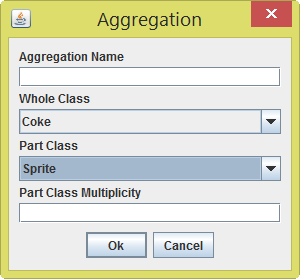 Aggregation
Aggregation Name
Whole Class
Coke
Part Class
Sprite
Part Class Multiplicity
Ok
Cancel